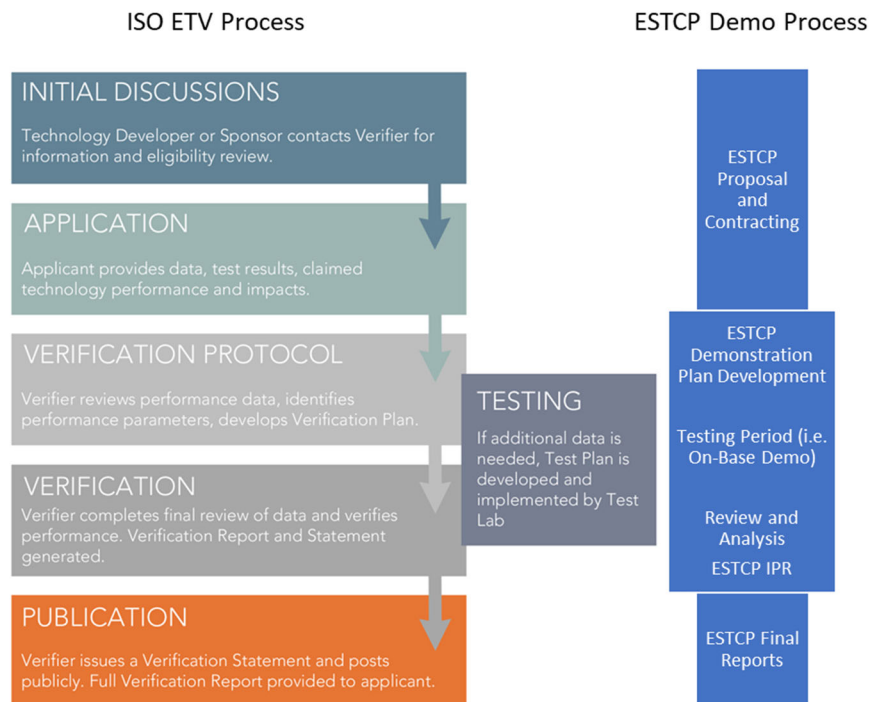 ISO ETV Process
ESTCP Demo Process
INITIAL DISCUSSIONS
Technology Developer or Sponsor contacts Verifier for
information and eligibility review.
APPLICATION
Applicant provides data, test results, claimed
technology performance and impacts.
VERIFICATION PROTOCOL
Verifier reviews performance data, identifies
performance parameters, develops Verification Plan.
VERIFICATION
Verifier completes final review of data and verifies
performance. Verification Report and Statement
generated.
PUBLICATION
Verifier issues a Verification Statement and posts
publicly. Full Verification Report provided to applicant.
TESTING
If additional data is
needed, Test Plan is
developed and
implemented by Test
Lab
ESTCP
Proposal
and
Contracting
ESTCP
Demonstration
Plan Development
Testing Period (i.e.
On-Base Demo)
Review and
Analysis
ESTCP IPR
ESTCP Final
Reports